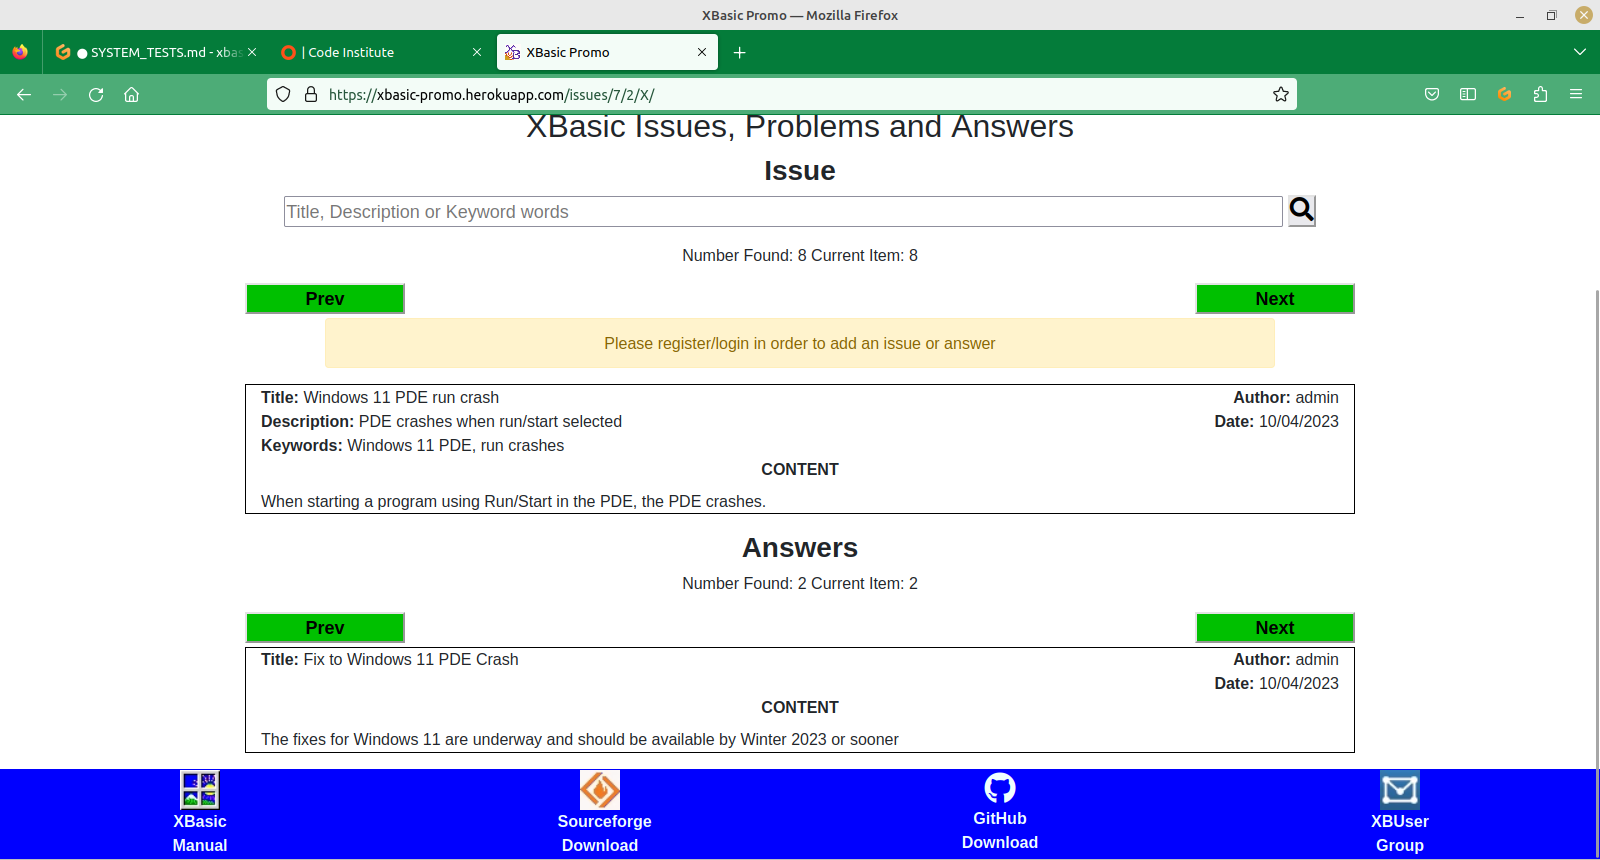 XBasic Promo — Mozilla Firefox
SYSTEM_TESTS.md - xbas
| Code Institute
XBasic Promo
https://xbasic-promo.herokuapp.com/issues/7/2/X/
XBasic Issues, Problems and Answers
Issue
Title, Description or Keyword words
Number Found: 8 Current Item: 8
Prev
Next
Please register/login in order to add an issue or answer
Title: Windows 11 PDE run crash
Author: admin
Description: PDE crashes when run/start selected
Date: 10/04/2023
Keywords: Windows 11 PDE, run crashes
CONTENT
When starting a program using Run/Start in the PDE, the PDE crashes.
Answers
Number Found: 2 Current Item: 2
Prev
Next
Title: Fix to Windows 11 PDE Crash
Author: admin
Date: 10/04/2023
CONTENT
The fixes for Windows 11 are underway and should be available by Winter 2023 or sooner
XBasic
Manual
Sourceforge
Download
GitHub
Download
XBUser
Group